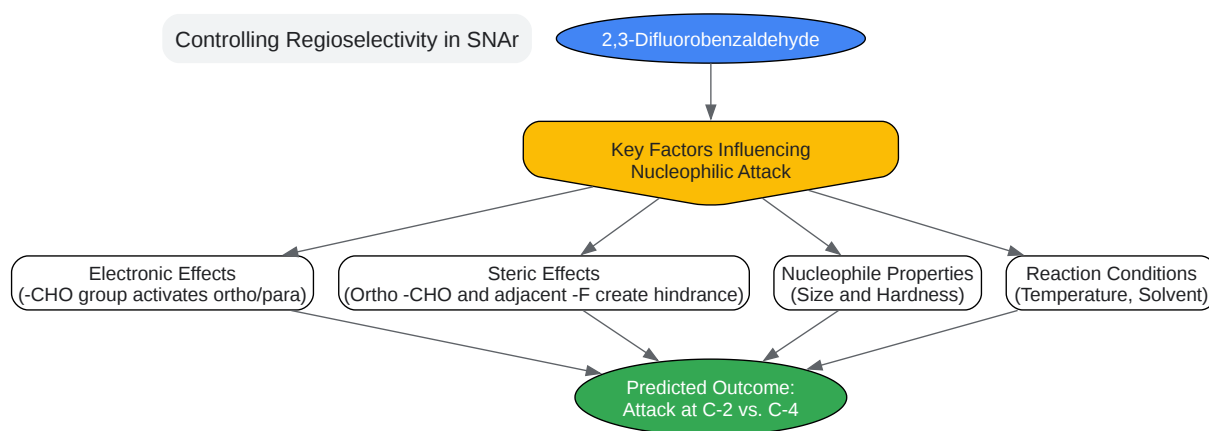 Controlling Regioselectivity in SNAr
2,3-Difluorobenzaldehyde
Key Factors Influencing
Nucleophilic Attack
Electronic Effects
(-CHO group activates ortho/para)
Steric Effects
(Ortho -CHO and adjacent -F create hindrance)
Nucleophile Properties
(Size and Hardness)
Reaction Conditions
(Temperature, Solvent)
Predicted Outcome:
Attack at C-2 vs. C-4